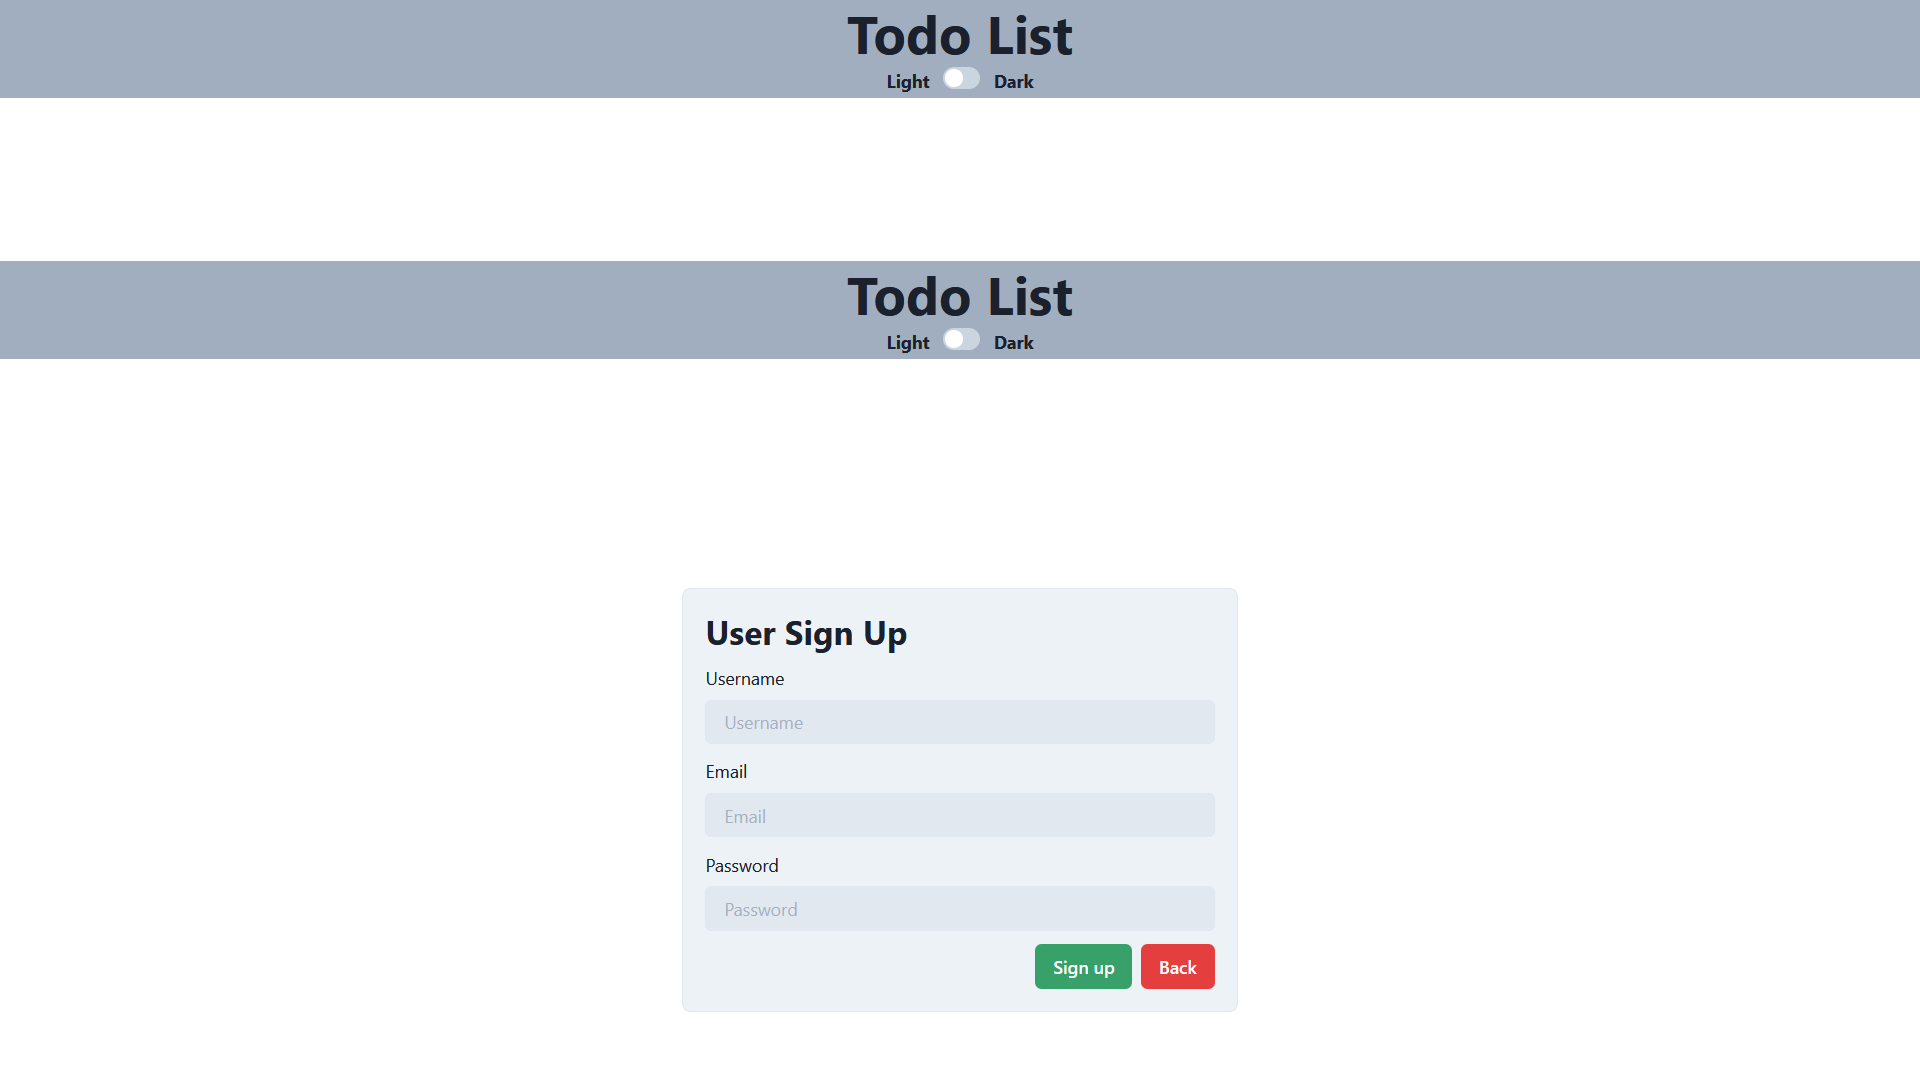 Todo List
Light Dark
Todo List
Light Dark
User Sign Up
Username
Username
Email
Email
Password
Password
Sign up Back